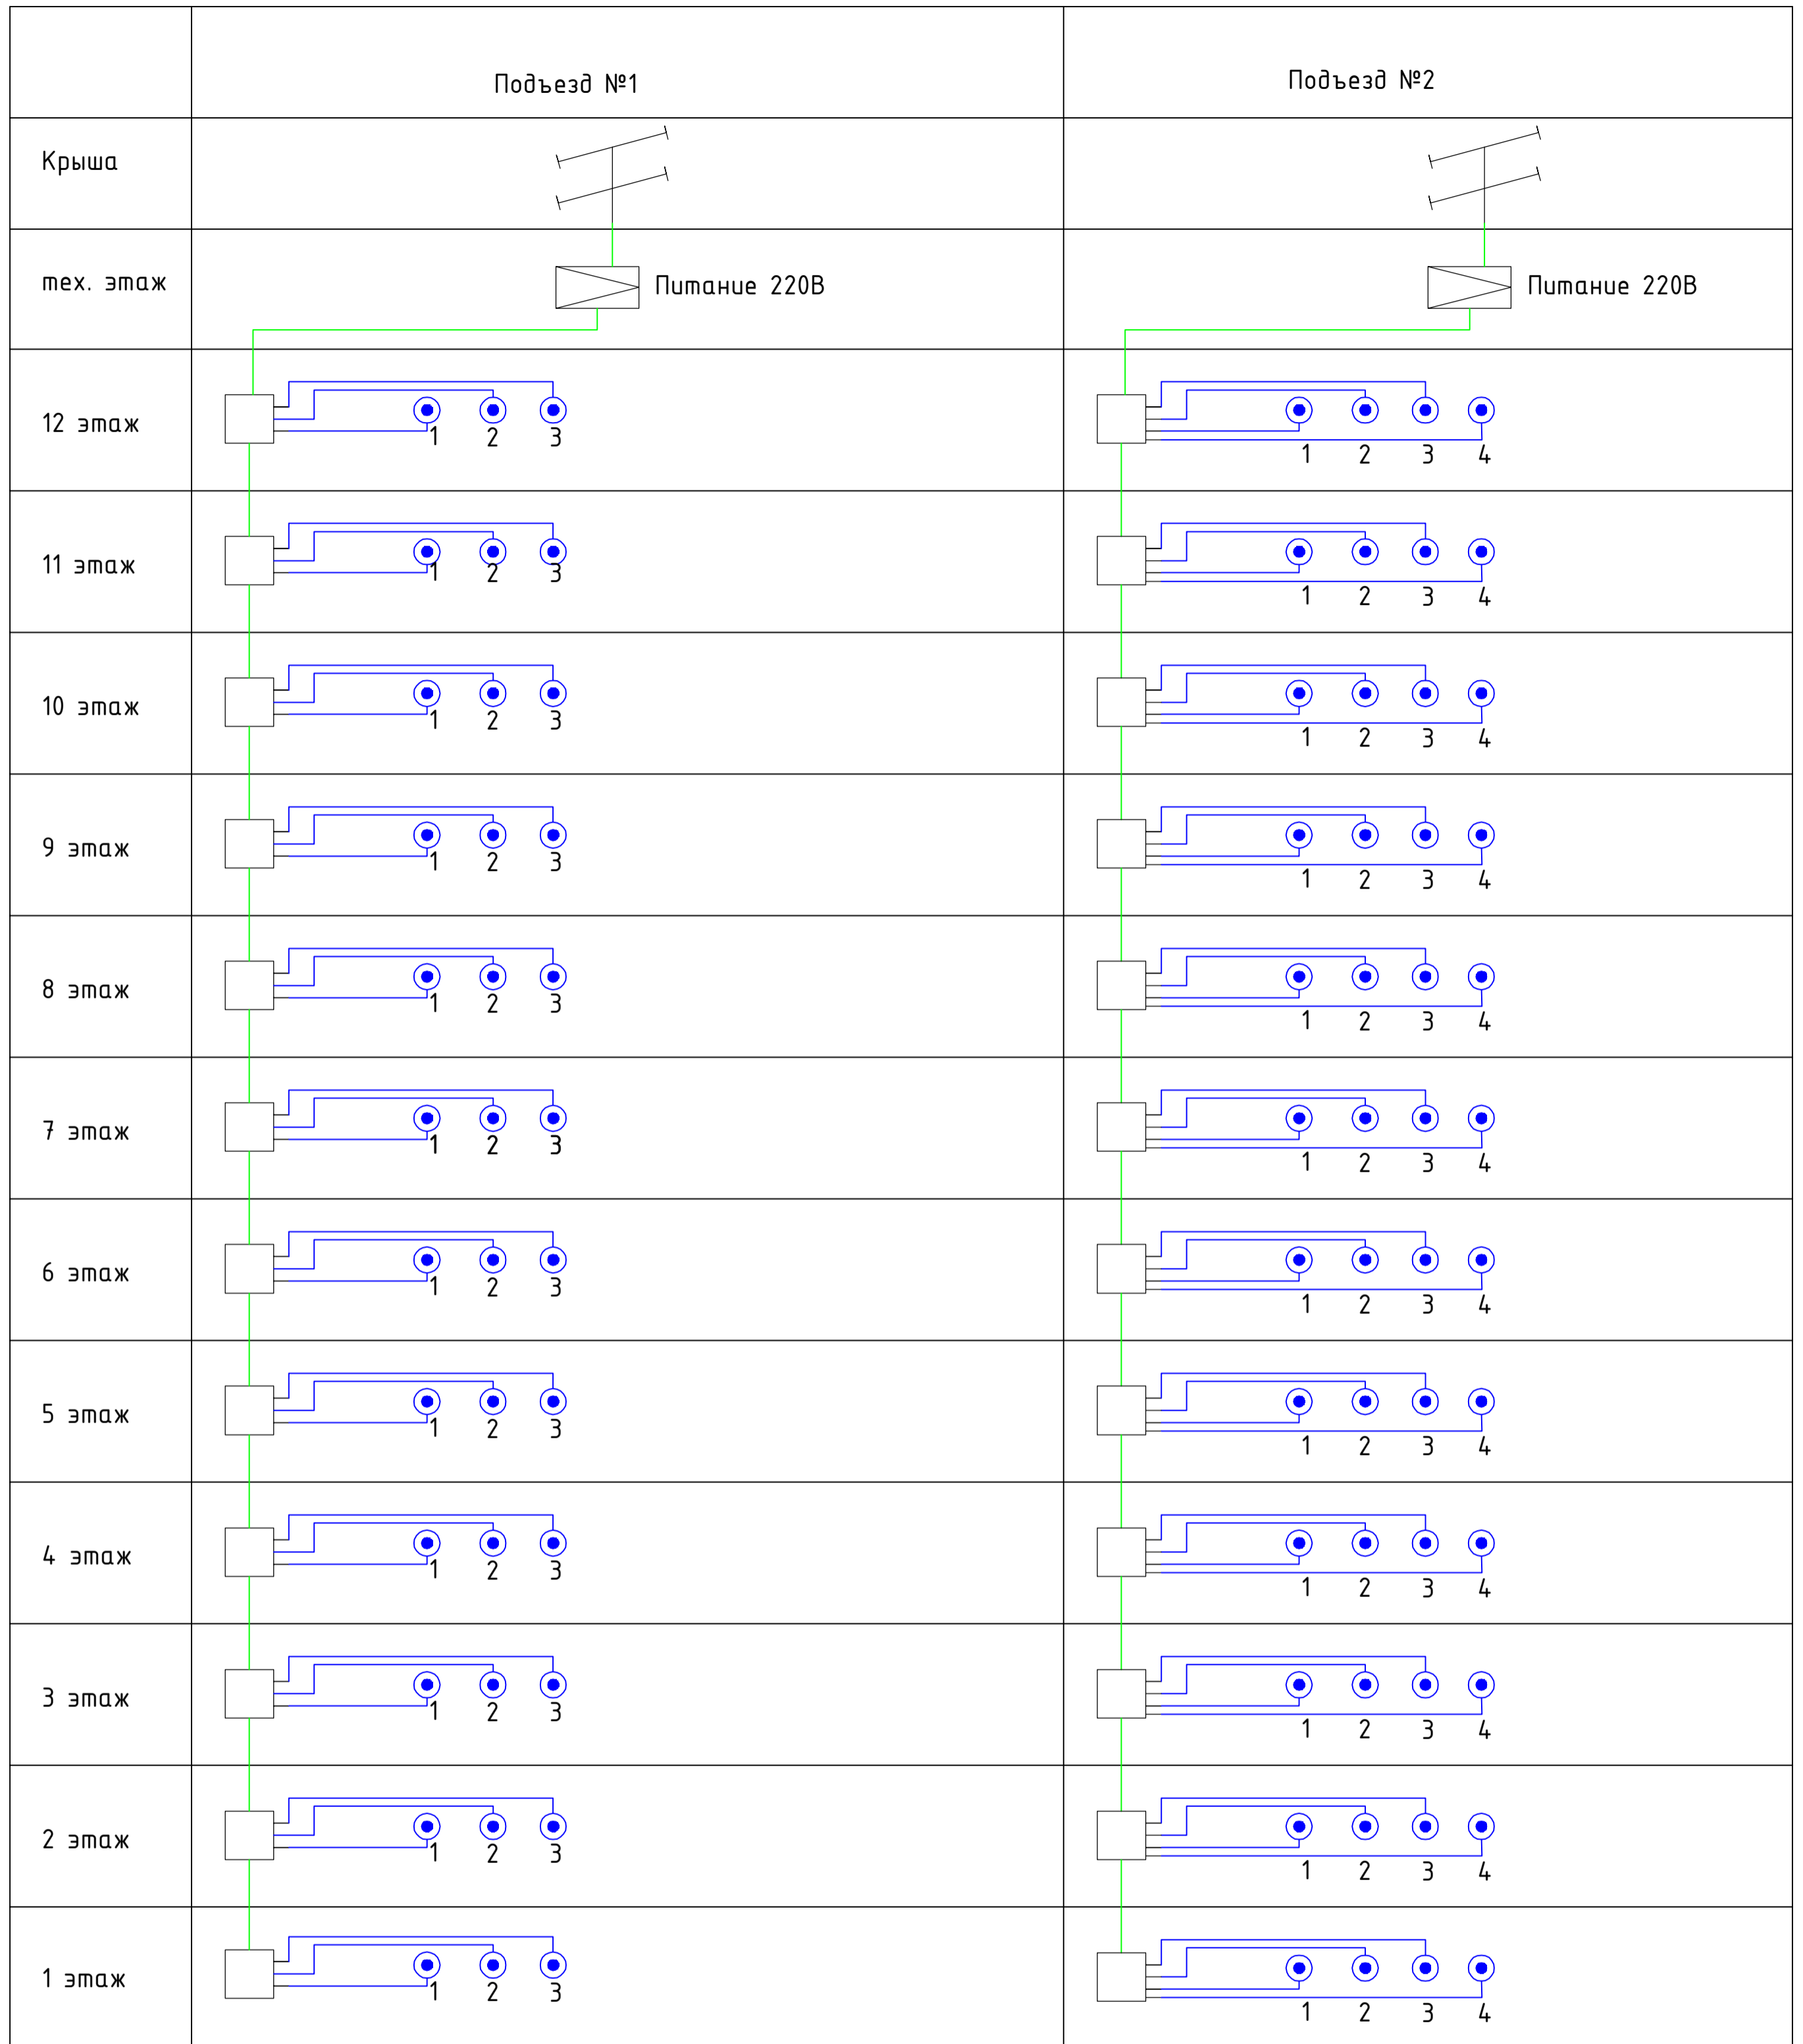 Подъезд №1
Подъезд №2
Крыша
тех. этаж
Питание 220В
Питание 220В
12 этаж
1 2 3
1 2 3 4
11 этаж
1 2 3
1 2 3 4
10 этаж
1 2 3
1 2 3 4
9 этаж
1 2 3
1 2 3 4
8 этаж
1 2 3
1 2 3 4
7 этаж
1 2 3
1 2 3 4
6 этаж
1 2 3
1 2 3 4
5 этаж
1 2 3
1 2 3 4
4 этаж
1 2 3
1 2 3 4
3 этаж
1 2 3
1 2 3 4
2 этаж
1 2 3
1 2 3 4
1 этаж
1 2 3
1 2 3 4